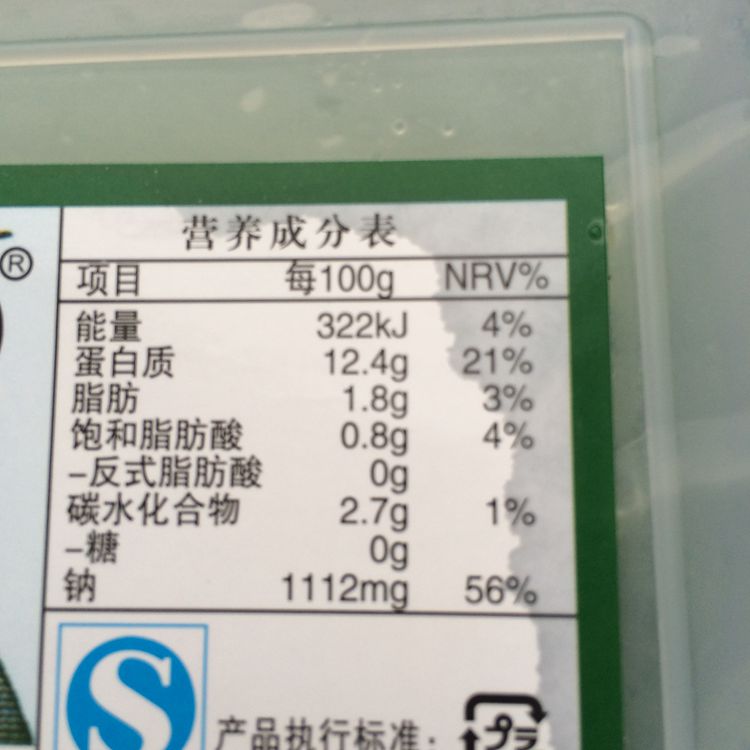 营养成分表
®
项目 每100g NRV%
能量 322kJ 4%
蛋白质 12.4g 21%
脂肪 1.8g 3%
饱和脂肪酸 0.8g 4%
-反式脂肪酸 0g
碳水化合物 2.7g 1%
-糖 0g
钠 1112mg 56%
S
产品执行标准：
プラ